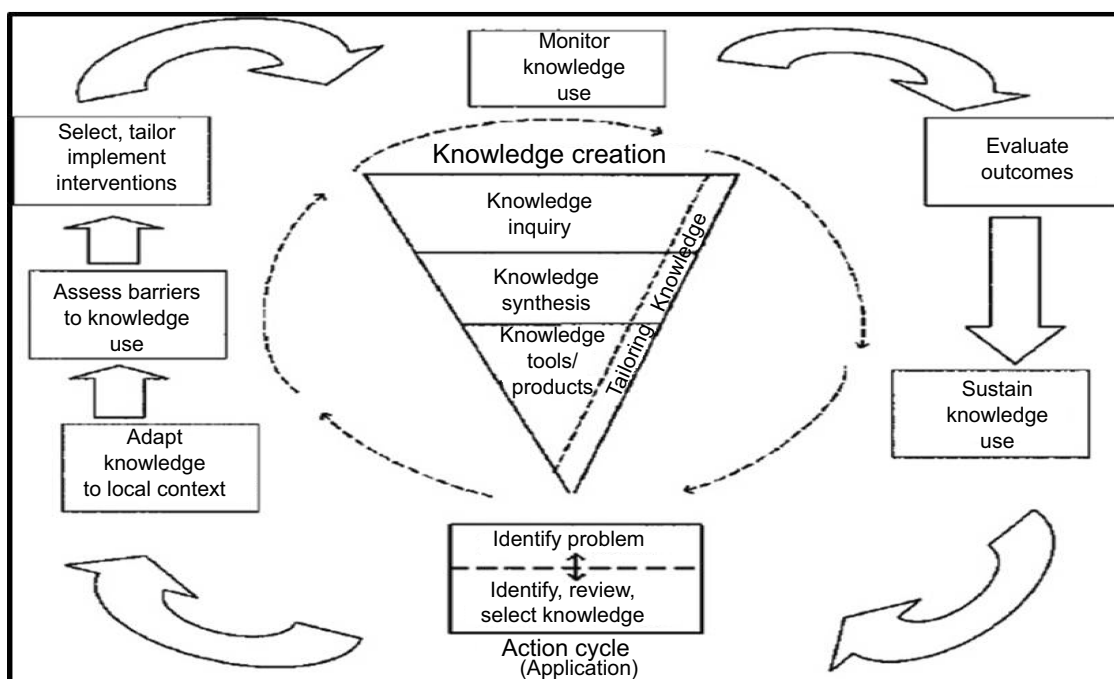 Monitor
knowledge
use
Select, tailor
implement
interventions
Evaluate
outcomes
Knowledge creation
Knowledge
inquiry
Knowledge
synthesis
Knowledge
tools/
products
Tailoring Knowledge
Assess barriers
to knowledge
use
Sustain
knowledge
use
Adapt
knowledge
to local context
Identify problem
Identify, review,
select knowledge
Action cycle
(Application)